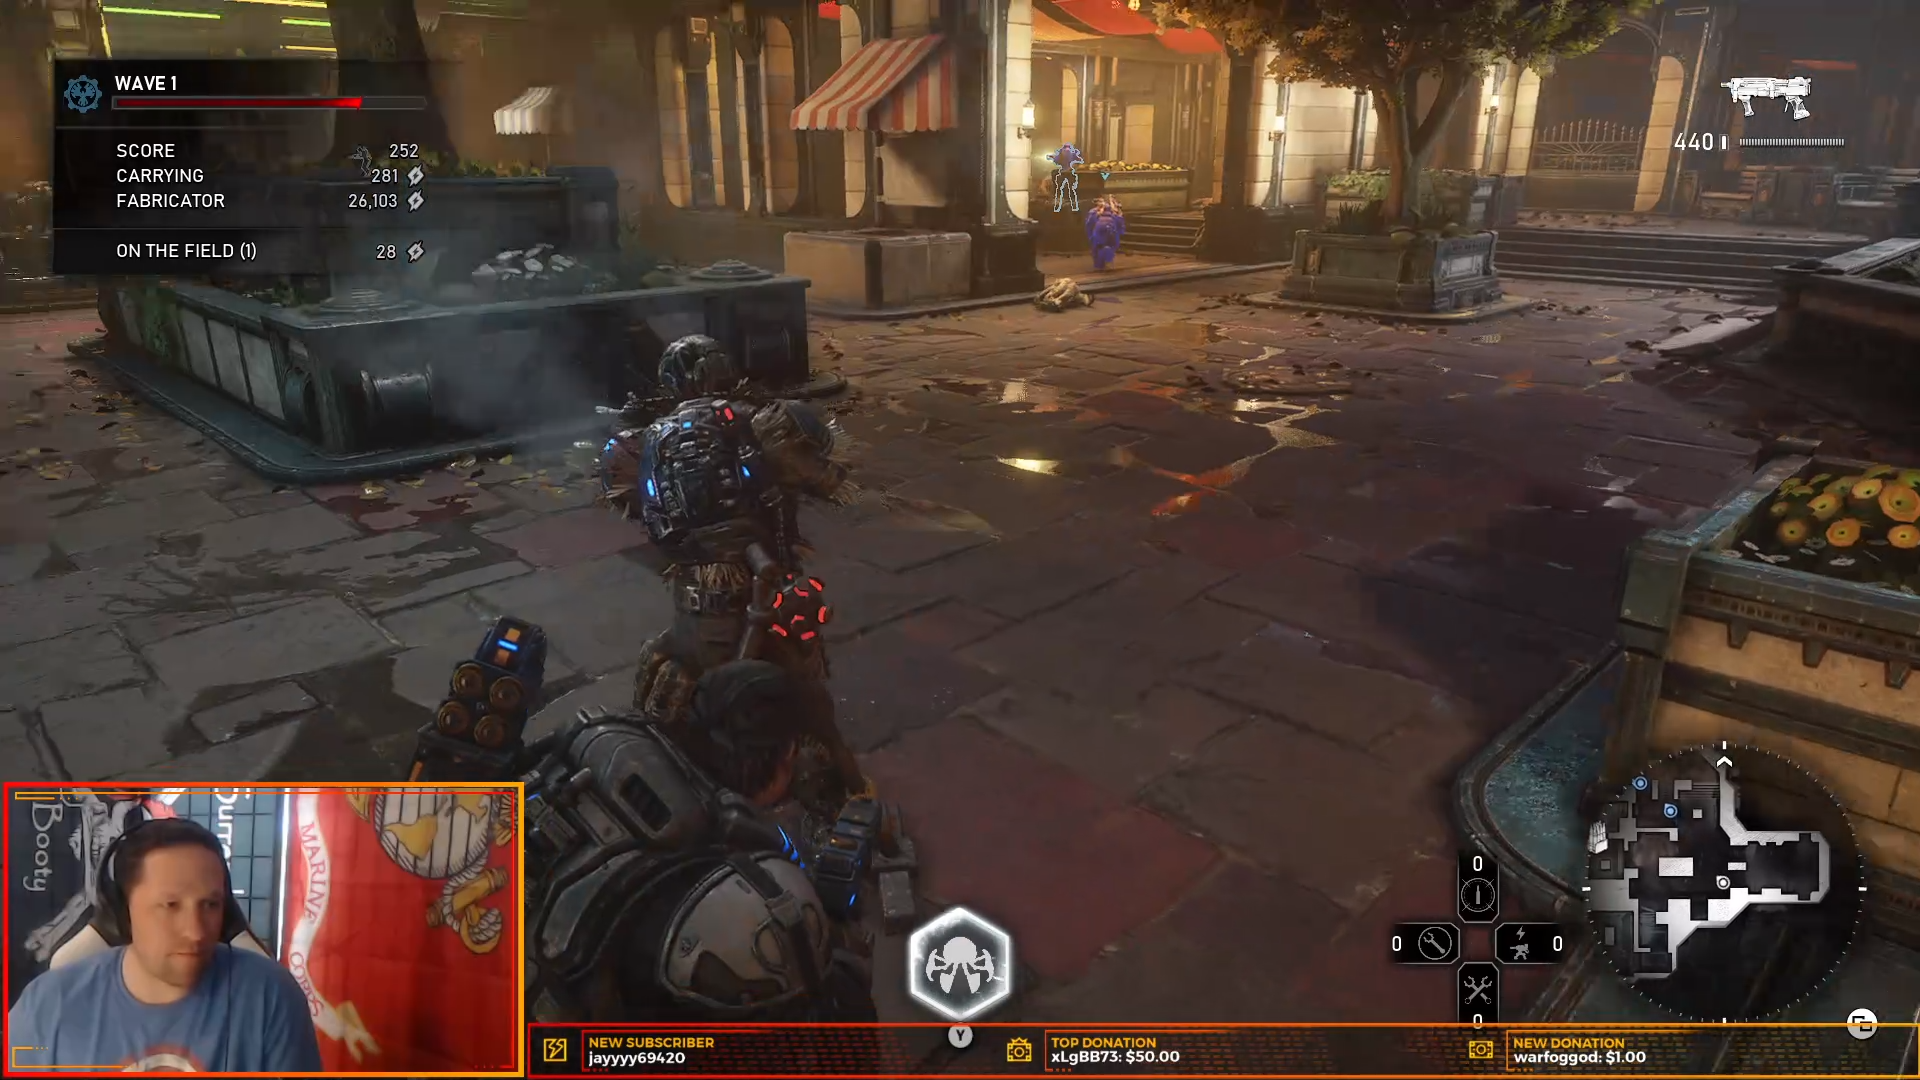 WAVE 1
SCORE 252
CARRYING 281
FABRICATOR 26,103
ON THE FIELD (1) 28
440
0
0 0
0
Booty
MARINE
CORPS
Y
NEW SUBSCRIBER
jayyyy69420
TOP DONATION
xLgBB73: $50.00
NEW DONATION
warfoggod: $1.00